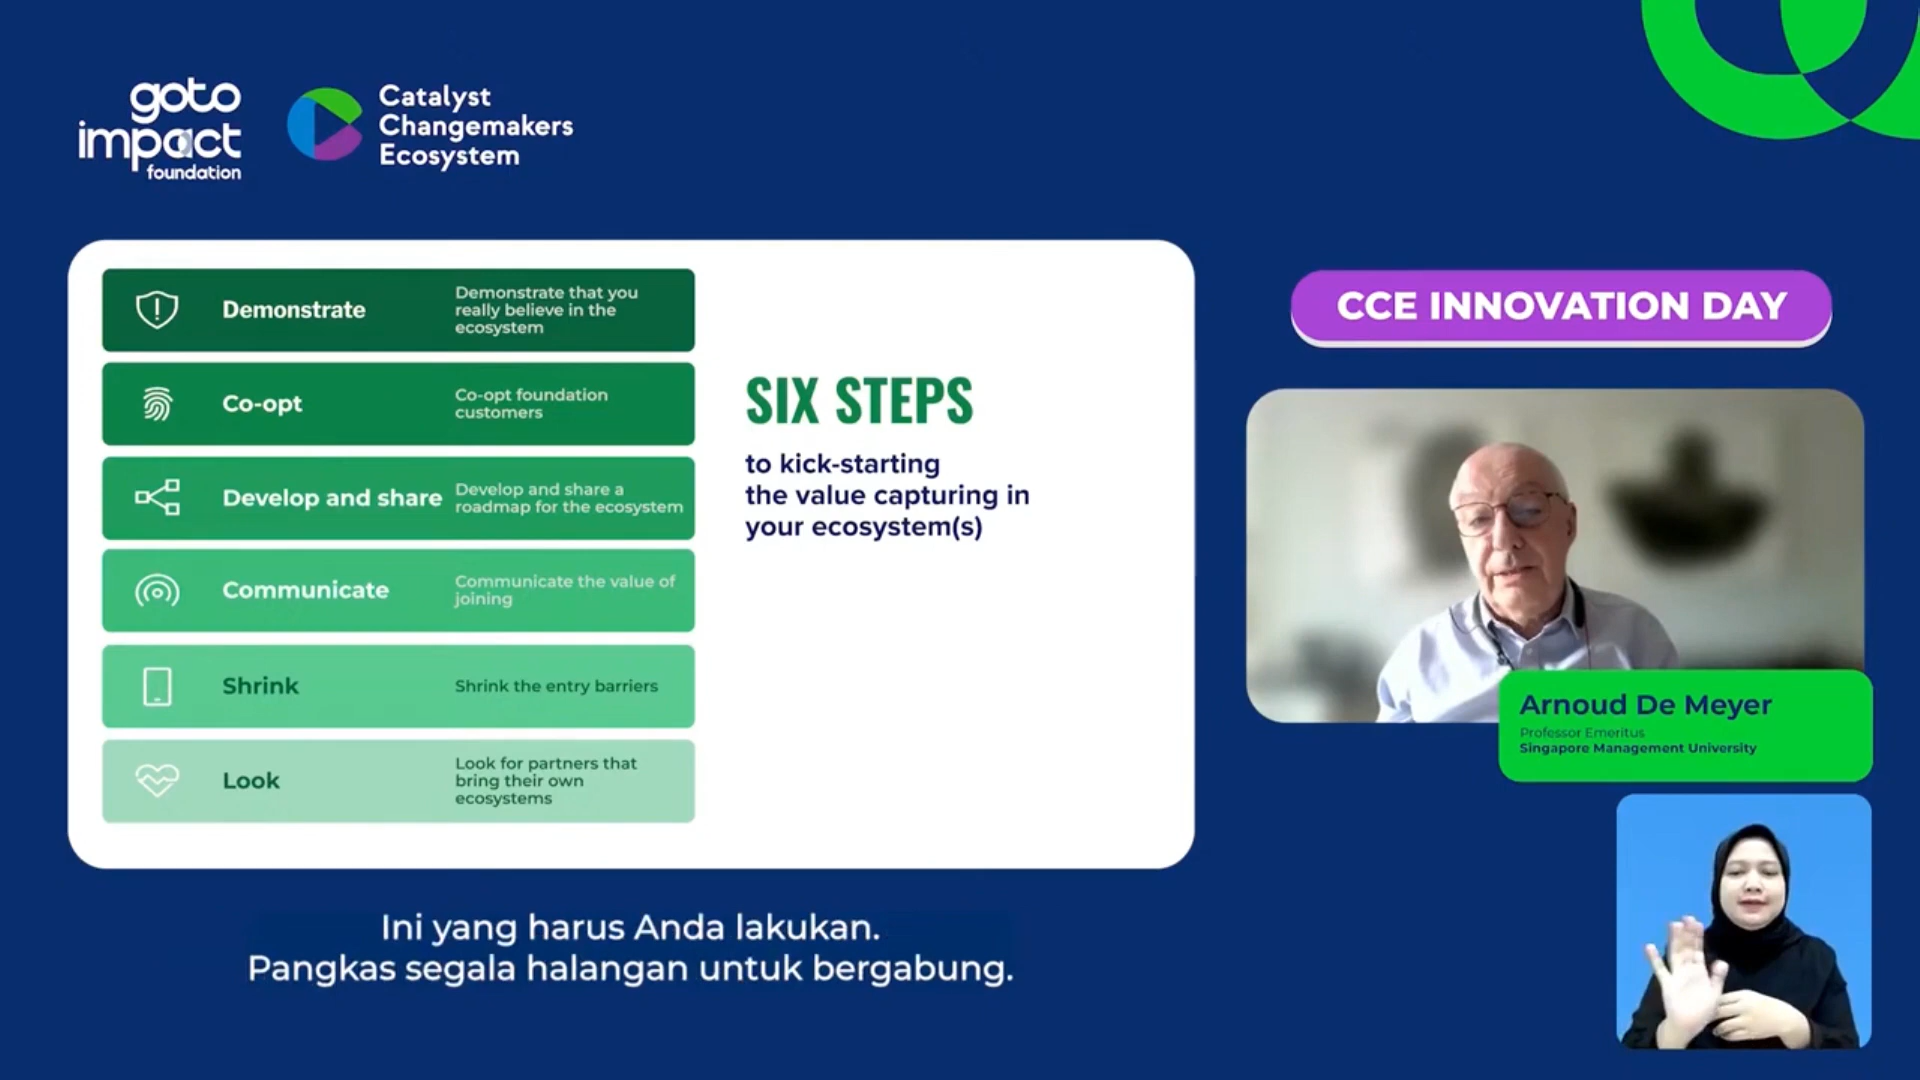 goto
impact
foundation
Catalyst
Changemakers
Ecosystem
Demonstrate
Demonstrate that you
really believe in the
ecosystem
Co-opt
Co-opt foundation
customers
Develop and share
Develop and share a
roadmap for the ecosystem
Communicate
Communicate the value of
joining
Shrink
Shrink the entry barriers
Look
Look for partners that
bring their own
ecosystems
SIX STEPS
to kick-starting
the value capturing in
your ecosystem(s)
CCE INNOVATION DAY
Arnoud De Meyer
Professor Emeritus
Singapore Management University
Ini yang harus Anda lakukan.
Pangkas segala halangan untuk bergabung.